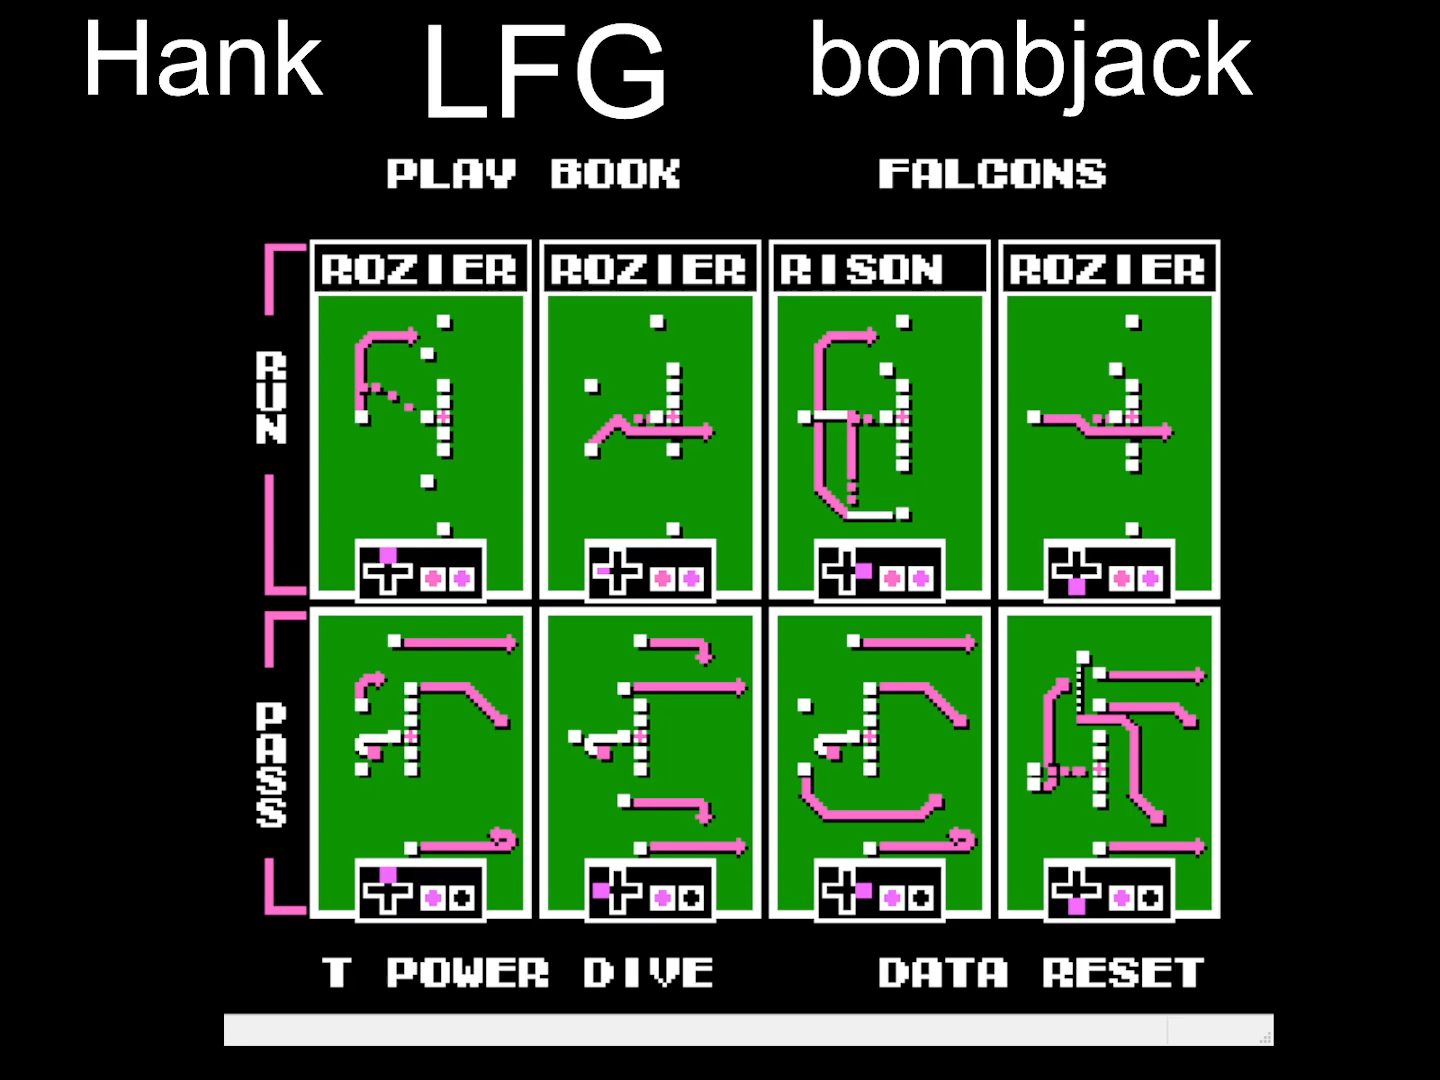 Hank LFG bombjack
PLAY BOOK FALCONS
ROZIER ROZIER RISON ROZIER
RUN
PASS
T POWER DIVE DATA RESET